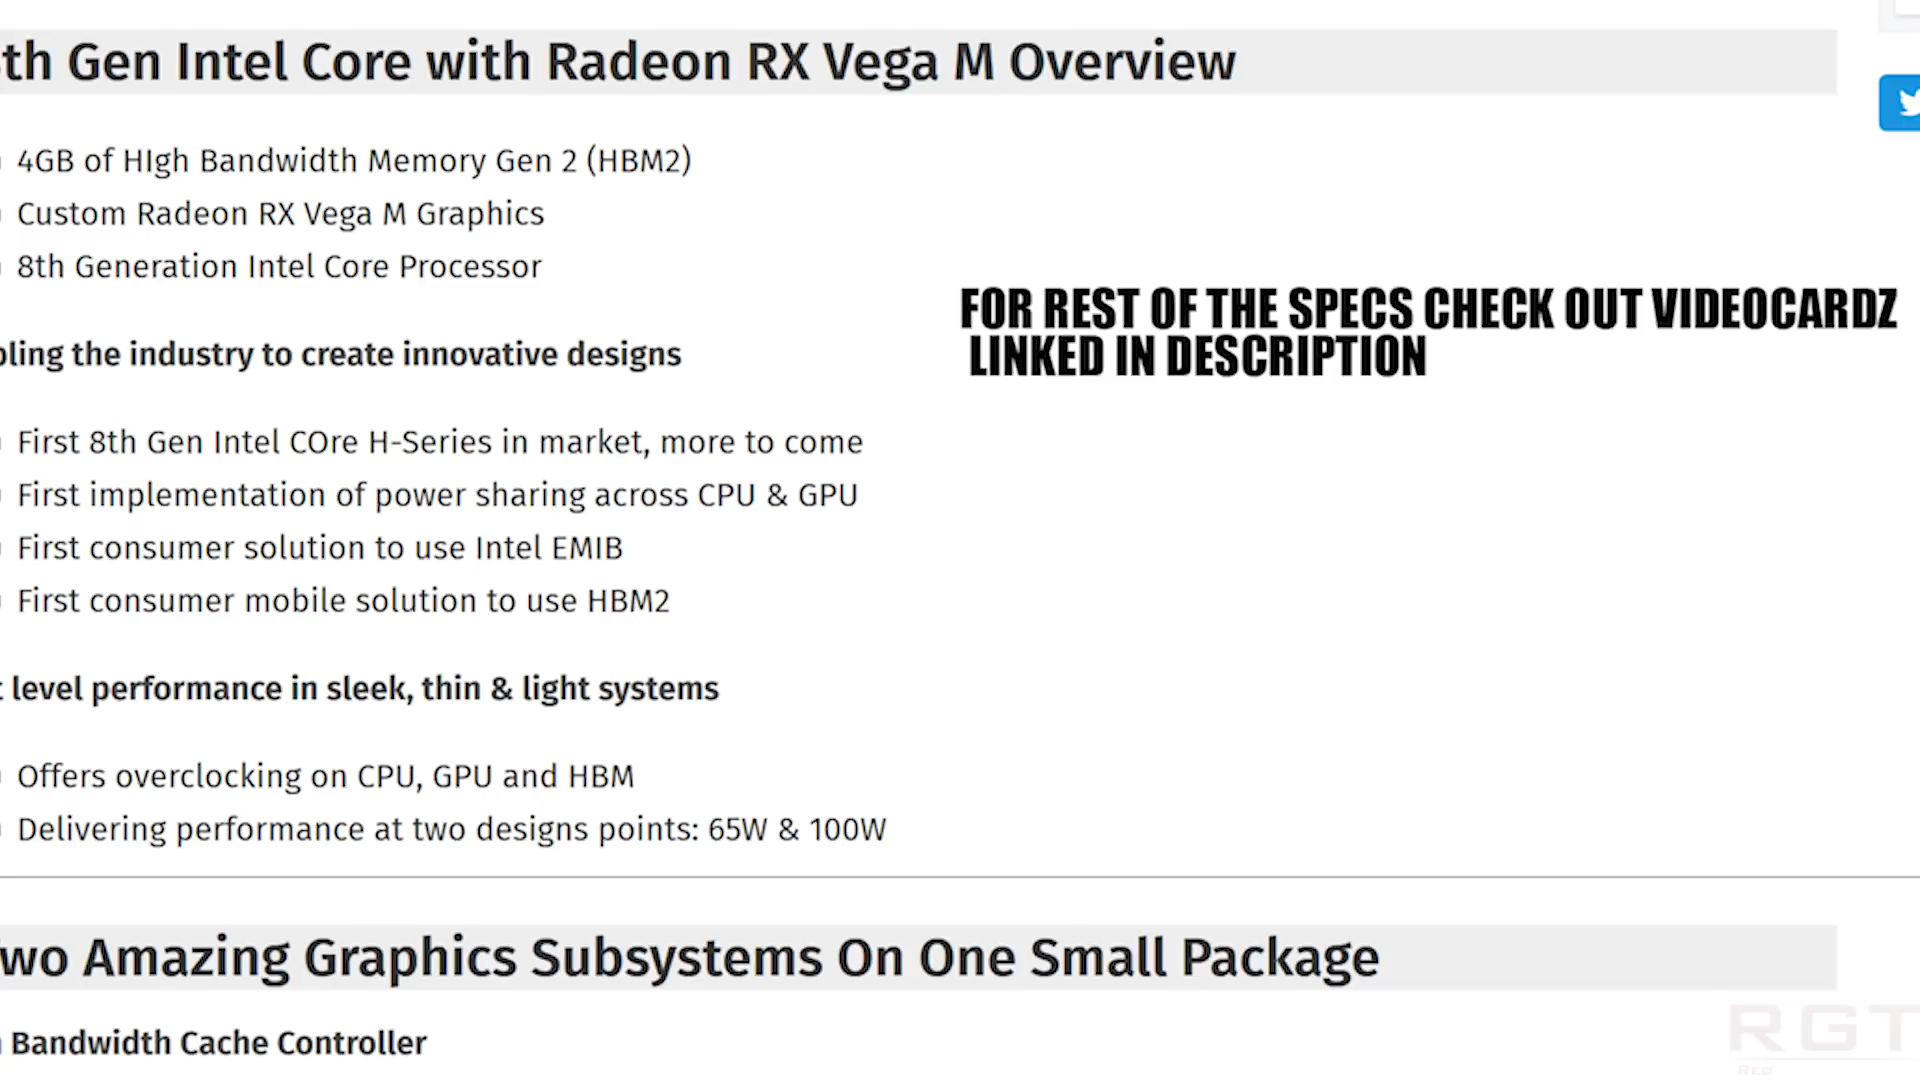 th Gen Intel Core with Radeon RX Vega M Overview
4GB of HIgh Bandwidth Memory Gen 2 (HBM2)
Custom Radeon RX Vega M Graphics
8th Generation Intel Core Processor
FOR REST OF THE SPECS CHECK OUT VIDEOCARDZ
LINKED IN DESCRIPTION
bling the industry to create innovative designs
First 8th Gen Intel COre H-Series in market, more to come
First implementation of power sharing across CPU & GPU
First consumer solution to use Intel EMIB
First consumer mobile solution to use HBM2
level performance in sleek, thin & light systems
Offers overclocking on CPU, GPU and HBM
Delivering performance at two designs points: 65W & 100W
wo Amazing Graphics Subsystems On One Small Package
Bandwidth Cache Controller
RGT
RED